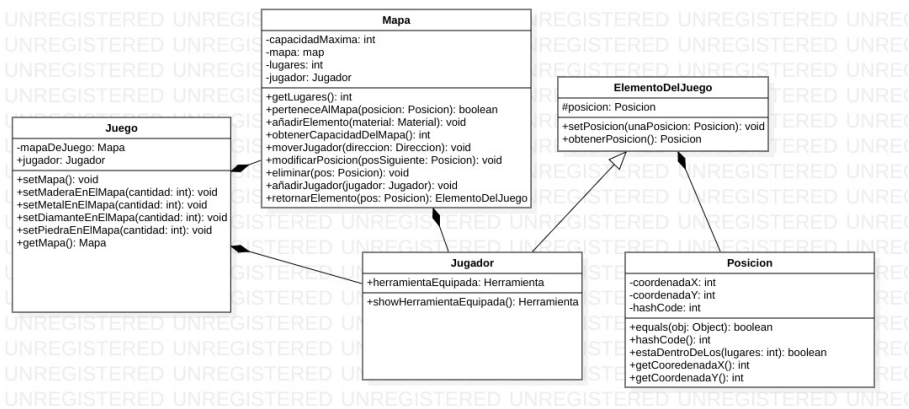 Mapa
-capacidadMaxima: int
-mapa: map
-lugares: int
-jugador: Jugador
+getLugares(): int
+perteneceAlMapa(posicion: Posicion): boolean
+añadirElemento(material: Material): void
+obtenerCapacidadDelMapa(): int
+moverJugador(direccion: Direccion): void
+modificarPosicion(posSiguiente: Posicion): void
+eliminar(pos: Posicion): void
+añadirJugador(jugador: Jugador): void
+retornarElemento(pos: Posicion): ElementoDelJuego
ElementoDelJuego
#posicion: Posicion
+setPosicion(unaPosicion: Posicion): void
+obtenerPosicion(): Posicion
Juego
-mapaDeJuego: Mapa
+jugador: Jugador
+setMapa(): void
+setMaderaEnElMapa(cantidad: int): void
+setMetalEnElMapa(cantidad: int): void
+setDiamanteEnElMapa(cantidad: int): void
+setPiedraEnElMapa(cantidad: int): void
+getMapa(): Mapa
Jugador
+herramientaEquipada: Herramienta
+showHerramientaEquipada(): Herramienta
Posicion
-coordenadaX: int
-coordenadaY: int
-hashCode: int
+equals(obj: Object): boolean
+hashCode(): int
+estaDentroDeLos(lugares: int): boolean
+getCooredenadaX(): int
+getCoordenadaY(): int
UNREGISTERED UNREGISTERED